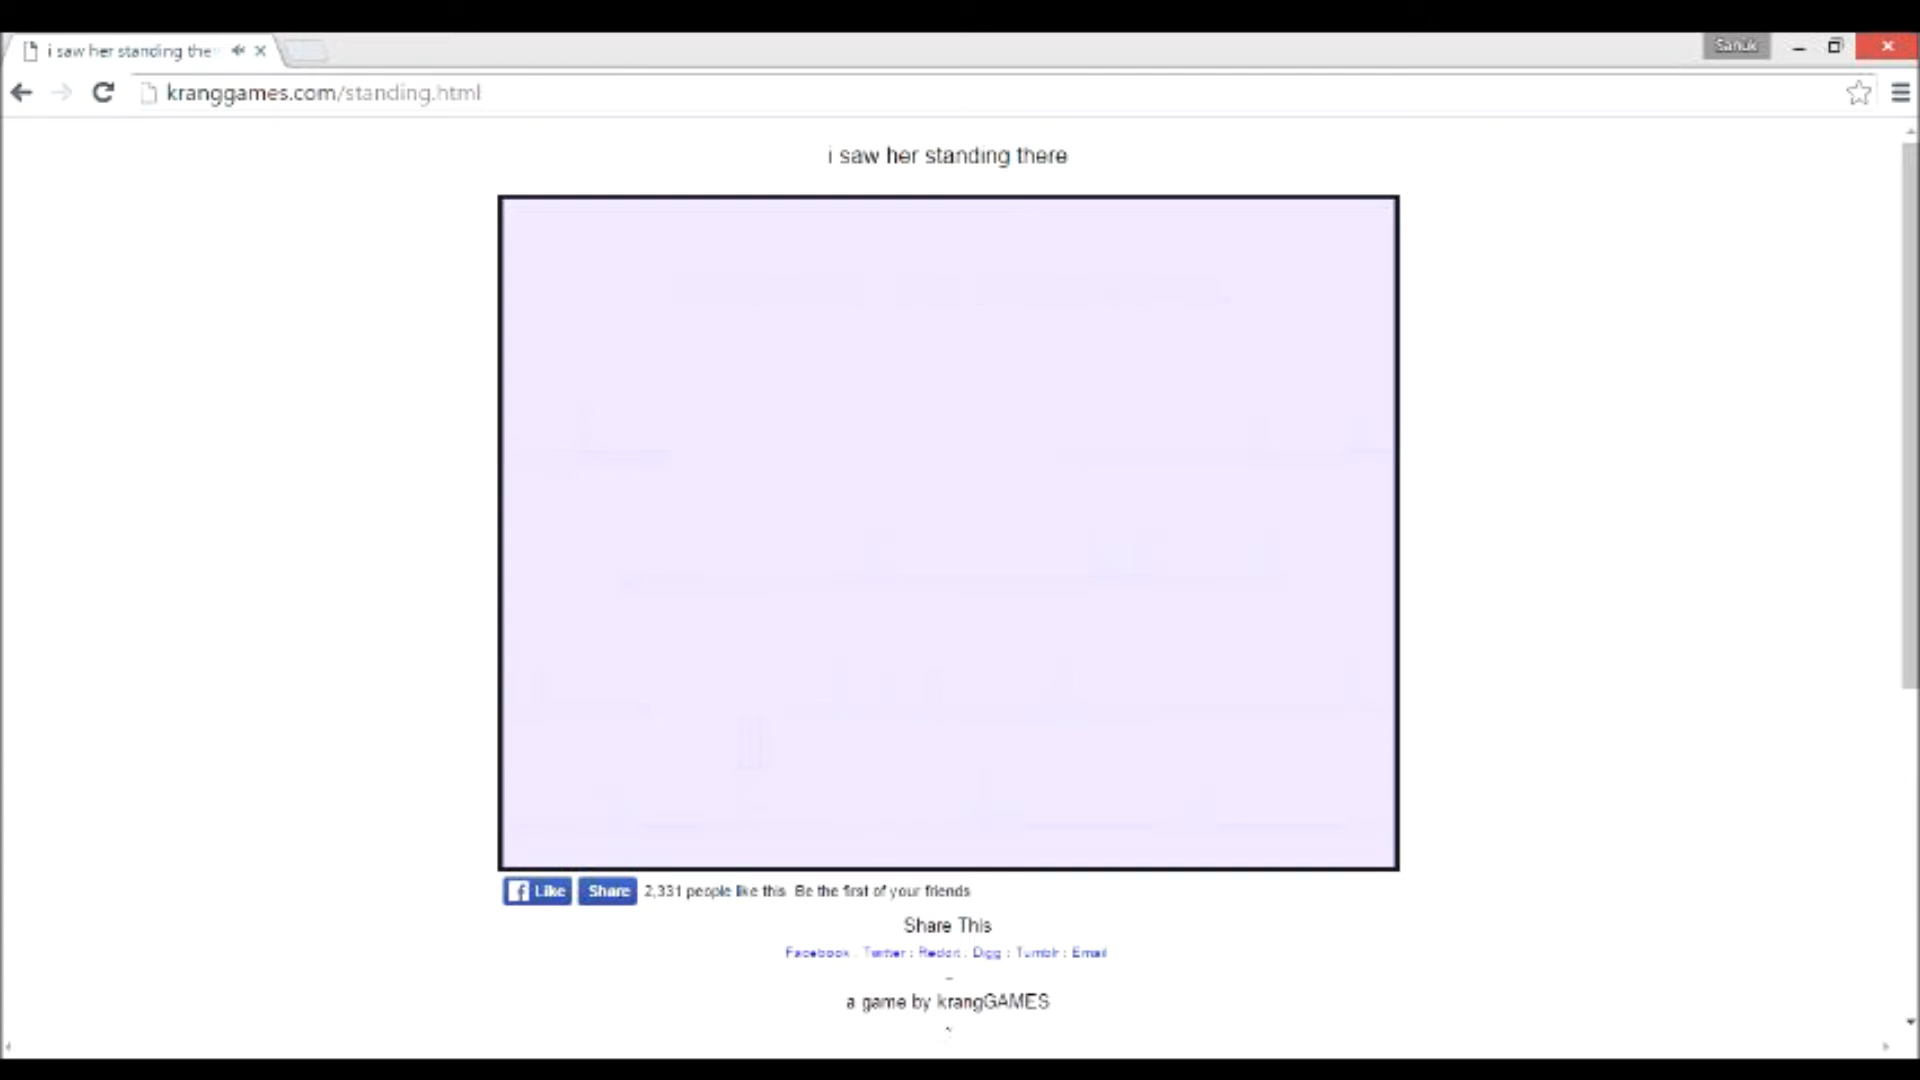 i saw her standing the
Sanuk
kranggames.com/standing.html
i saw her standing there
Like Share 2,331 people like this. Be the first of your friends
Share This
Facebook : Twitter : Reddit : Digg : Tumblr : Email
-
a game by krangGAMES